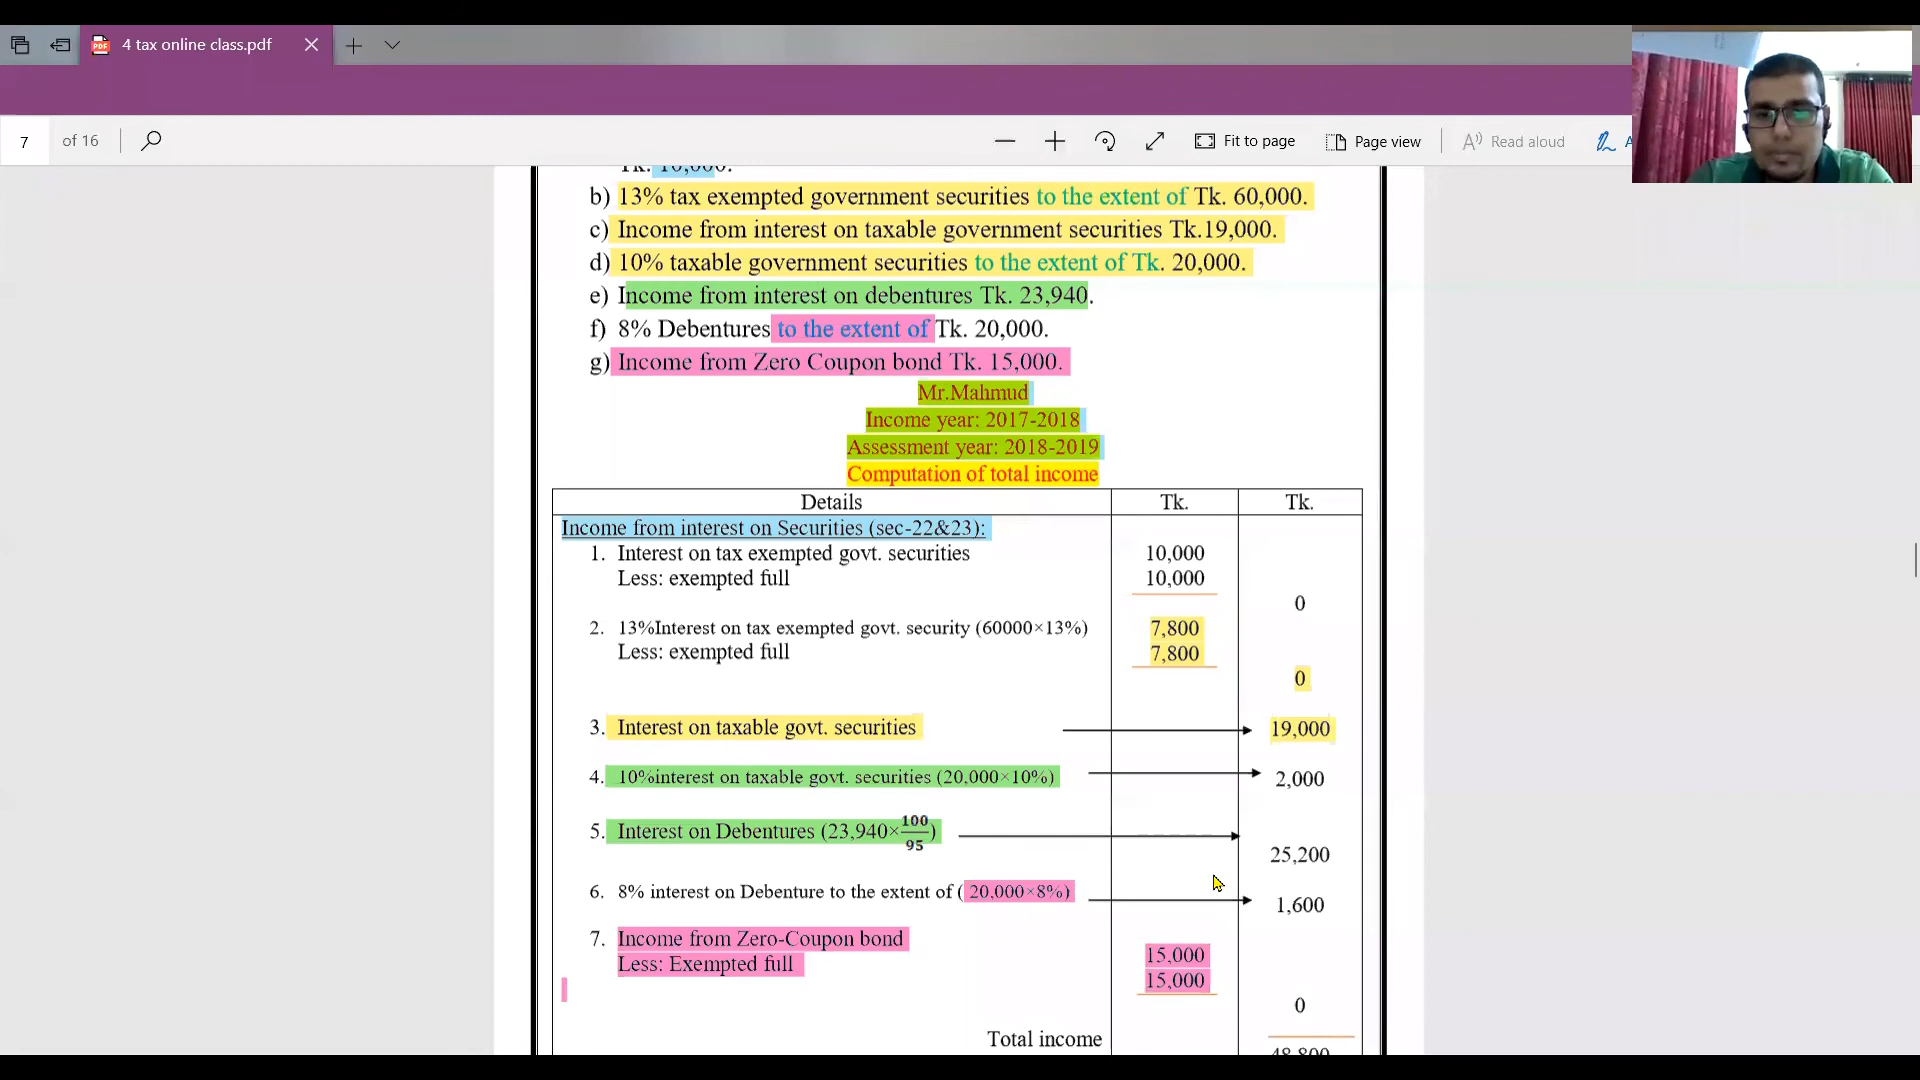 4 tax online class.pdf
7 of 16
Fit to page
Page view
Read aloud
Tk. 10,000.
b) 13% tax exempted government securities to the extent of Tk. 60,000.
c) Income from interest on taxable government securities Tk.19,000.
d) 10% taxable government securities to the extent of Tk. 20,000.
e) Income from interest on debentures Tk. 23,940.
f) 8% Debentures to the extent of Tk. 20,000.
g) Income from Zero Coupon bond Tk. 15,000.
Mr.Mahmud
Income year: 2017-2018
Assessment year: 2018-2019
Computation of total income
Details Tk. Tk.
Income from interest on Securities (sec-22&23):
1. Interest on tax exempted govt. securities 10,000
Less: exempted full 10,000
0
2. 13%Interest on tax exempted govt. security (60000×13%) 7,800
Less: exempted full 7,800
0
3. Interest on taxable govt. securities 19,000
4. 10%interest on taxable govt. securities (20,000×10%) 2,000
5. Interest on Debentures (23,940×100/95)
25,200
6. 8% interest on Debenture to the extent of ( 20,000×8%) 1,600
7. Income from Zero-Coupon bond 15,000
Less: Exempted full 15,000
0
Total income
48,800